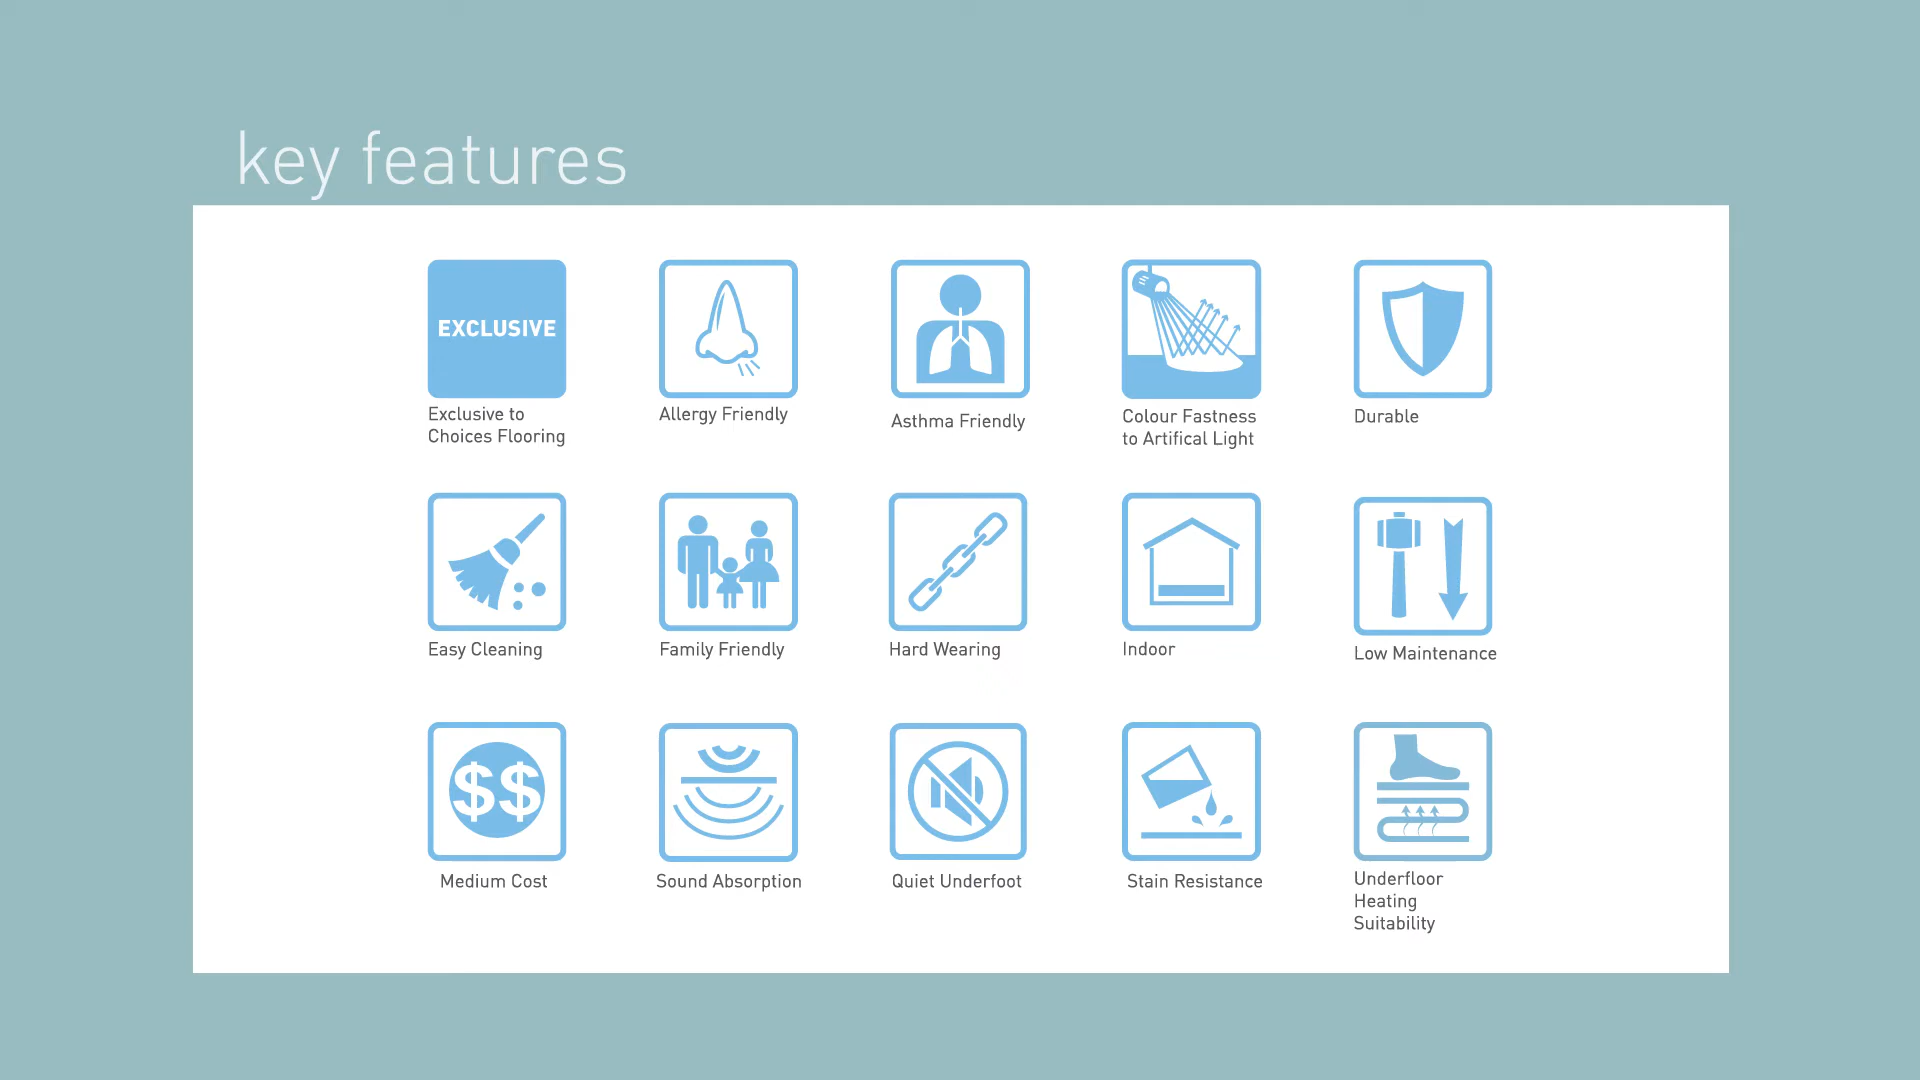 key features
EXCLUSIVE
Exclusive to
Choices Flooring
Allergy Friendly
Asthma Friendly
Colour Fastness
to Artifical Light
Durable
Easy Cleaning
Family Friendly
Hard Wearing
Indoor
Low Maintenance
$$
Medium Cost
Sound Absorption
Quiet Underfoot
Stain Resistance
Underfloor
Heating
Suitability